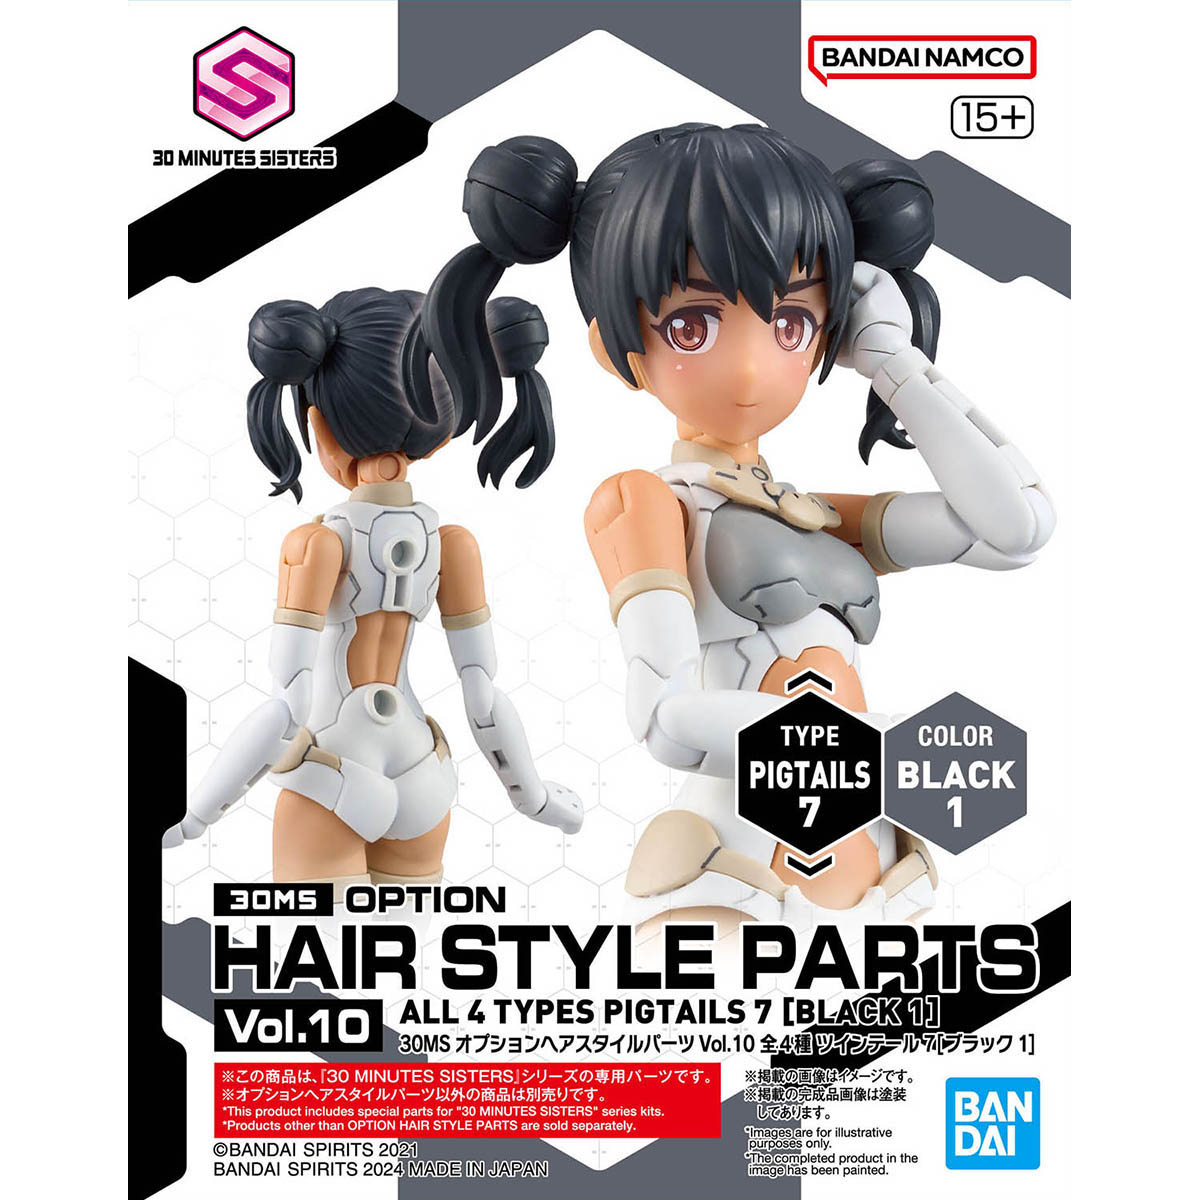 30 MINUTES SISTERS
BANDAI NAMCO
15+
TYPE
PIGTAILS
7
COLOR
BLACK
1
30MS OPTION
HAIR STYLE PARTS
Vol.10
ALL 4 TYPES PIGTAILS 7 [BLACK 1]
30MS オプションヘアスタイルパーツ Vol.10 全4種 ツインテール 7[ブラック 1]
※この商品は、『30 MINUTES SISTERS』シリーズの専用パーツです。
※オプションヘアスタイルパーツ以外の商品は別売りです。
*This product includes special parts for "30 MINUTES SISTERS" series kits.
*Products other than OPTION HAIR STYLE PARTS are sold separately.
※掲載の画像はイメージです。
※掲載の完成品画像は塗装
してあります。
*Images are for illustrative
purposes only.
*The completed product in the
image has been painted.
BAN
DAI
©BANDAI SPIRITS 2021
BANDAI SPIRITS 2024 MADE IN JAPAN